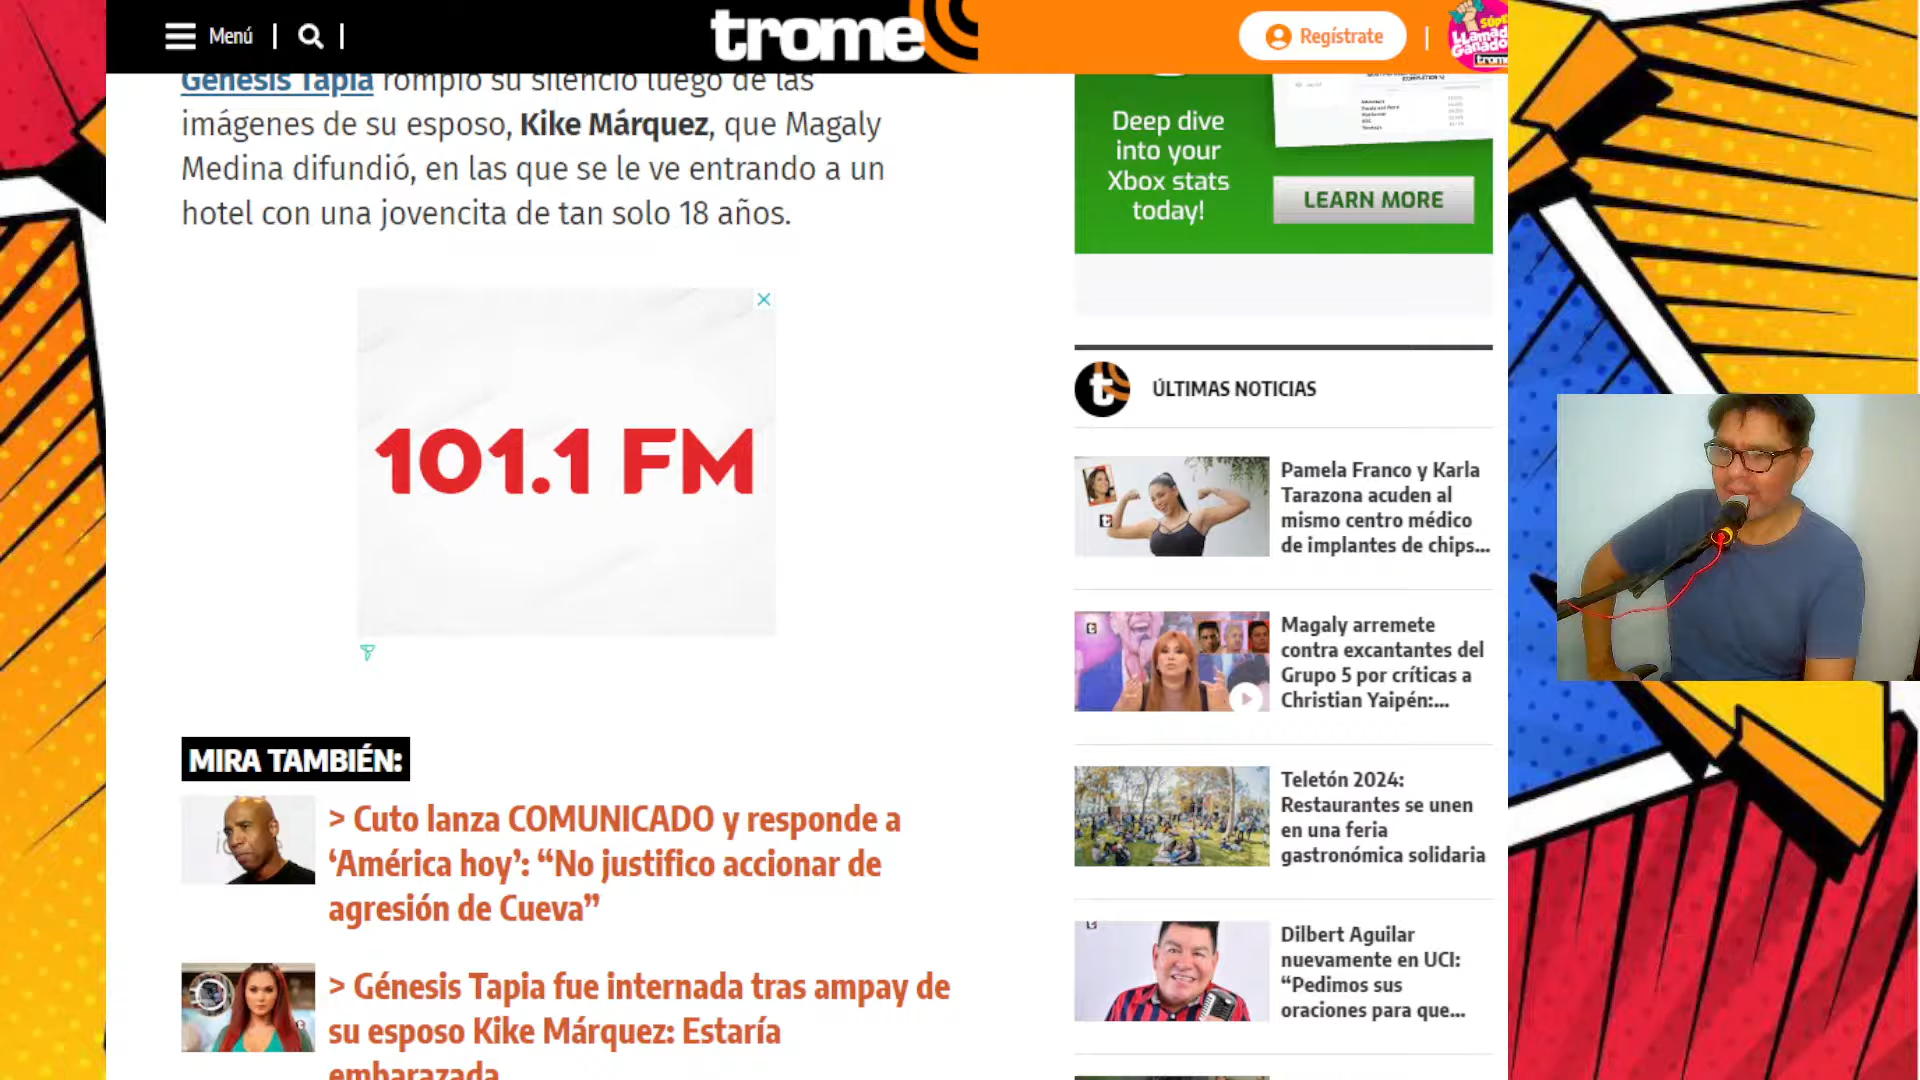 Menú
trome
Regístrate
SÚPER
LLamada
Ganadora
trome
Génesis Tapia rompió su silencio luego de las
imágenes de su esposo, Kike Márquez, que Magaly
Medina difundió, en las que se le ve entrando a un
hotel con una jovencita de tan solo 18 años.
101.1 FM
MIRA TAMBIÉN:
> Cuto lanza COMUNICADO y responde a
‘América hoy’: “No justifico accionar de
agresión de Cueva”
> Génesis Tapia fue internada tras ampay de
su esposo Kike Márquez: Estaría
embarazada
Deep dive
into your
Xbox stats
today!
LEARN MORE
t
ÚLTIMAS NOTICIAS
Pamela Franco y Karla
Tarazona acuden al
mismo centro médico
de implantes de chips...
Magaly arremete
contra excantantes del
Grupo 5 por críticas a
Christian Yaipén:...
Teletón 2024:
Restaurantes se unen
en una feria
gastronómica solidaria
Dilbert Aguilar
nuevamente en UCI:
“Pedimos sus
oraciones para que...